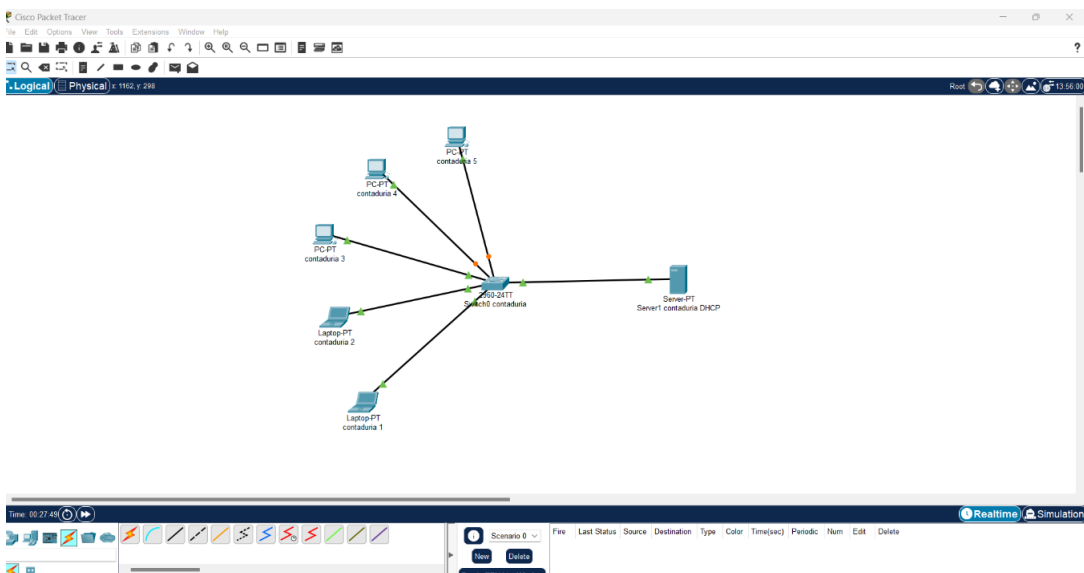 Cisco Packet Tracer
File Edit Options View Tools Extensions Window Help
?
Logical Physical x: 1162, y: 298
Root 13:56:00
PC-PT
contaduria 5
PC-PT
contaduria 4
PC-PT
contaduria 3
2960-24TT
Switch0 contaduria
Server-PT
Server1 contaduria DHCP
Laptop-PT
contaduria 2
Laptop-PT
contaduria 1
Time: 00:27:49
Realtime Simulation
Scenario 0
Fire Last Status Source Destination Type Color Time(sec) Periodic Num Edit Delete
New Delete